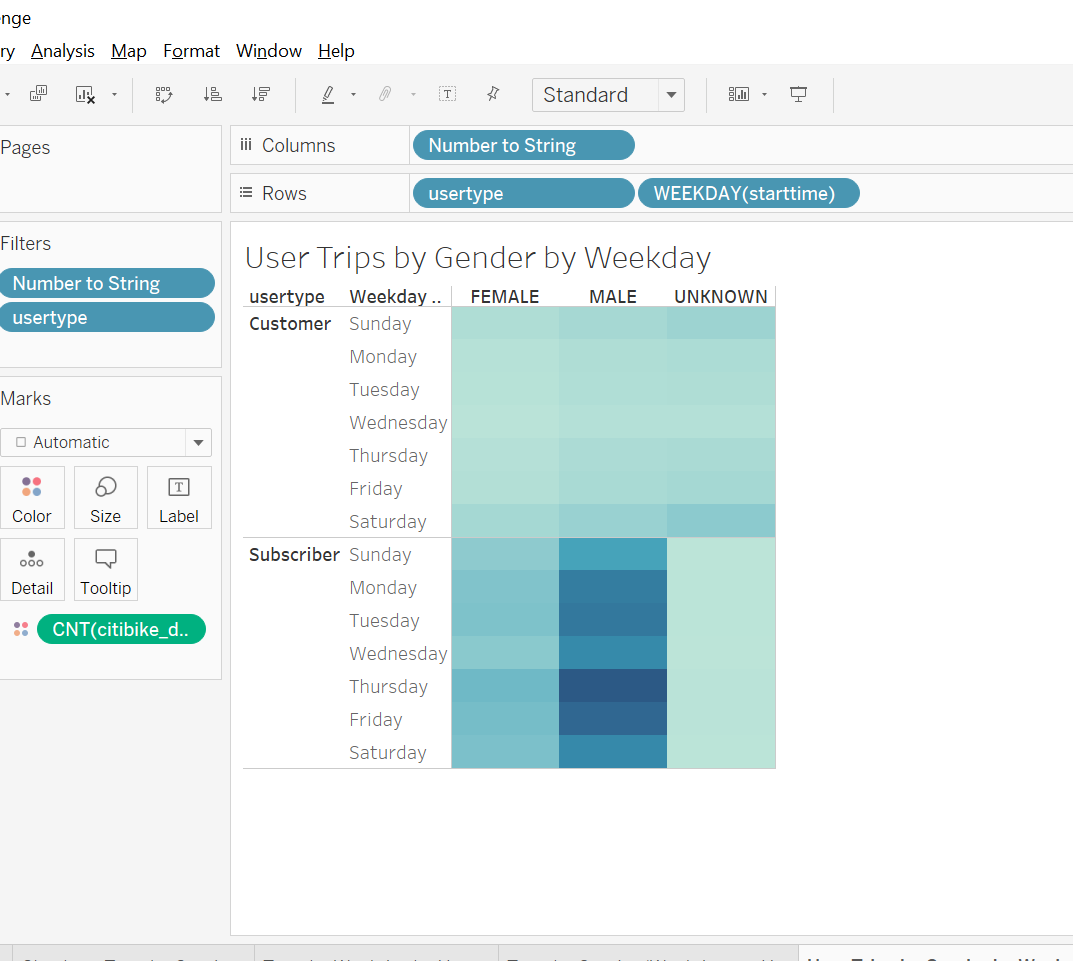 nge
ry Analysis Map Format Window Help
Standard
Pages
Columns Number to String
Rows usertype WEEKDAY(starttime)
Filters
Number to String
usertype
Marks
Automatic
Color Size Label
Detail Tooltip
CNT(citibike_d..
User Trips by Gender by Weekday
usertype Weekday .. FEMALE MALE UNKNOWN
Customer Sunday
Monday
Tuesday
Wednesday
Thursday
Friday
Saturday
Subscriber Sunday
Monday
Tuesday
Wednesday
Thursday
Friday
Saturday